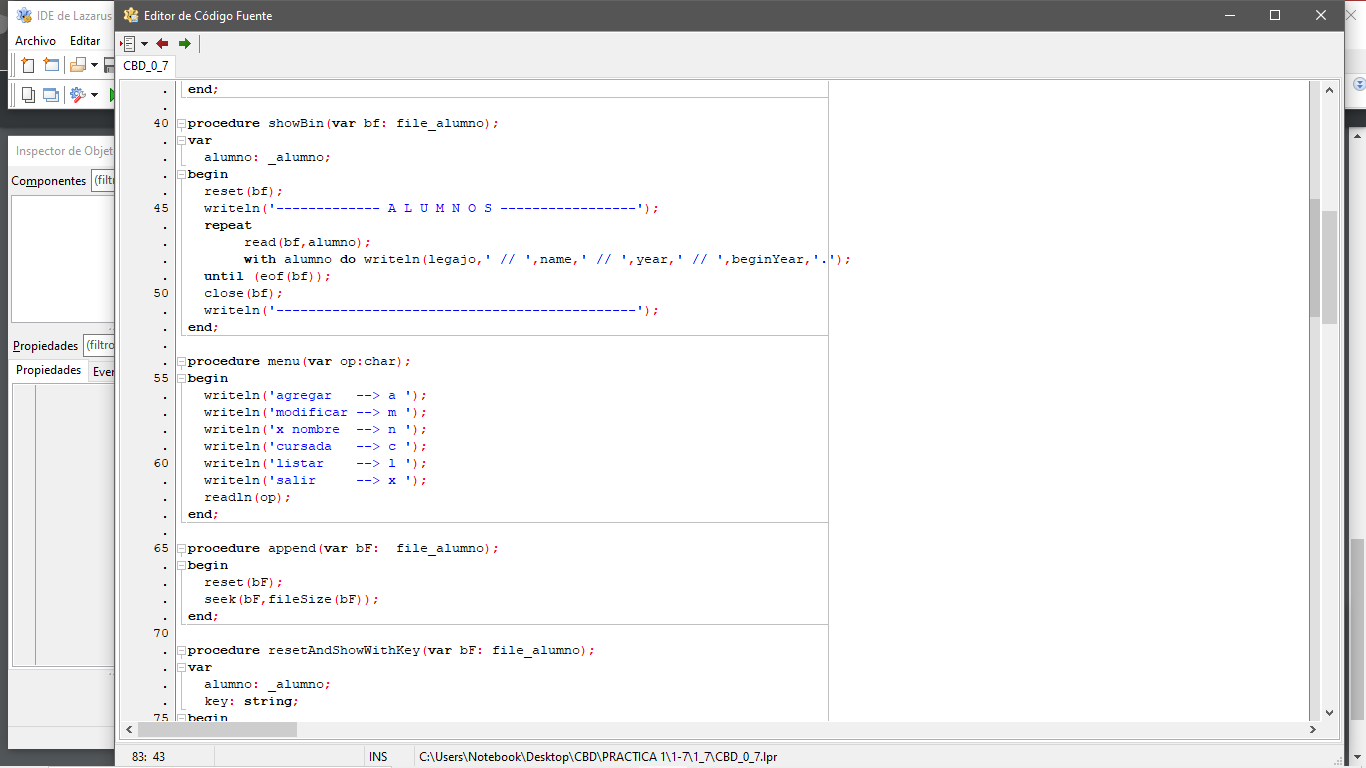 IDE de Lazarus
Editor de Código Fuente
Archivo Editar
CBD_0_7
Inspector de Objet
Componentes (filt
Propiedades (filtro
Propiedades Ever
. end;
.
40 procedure showBin(var bf: file_alumno);
. var
. alumno: _alumno;
. begin
. reset(bf);
45 writeln('------------- A L U M N O S -----------------');
. repeat
. read(bf,alumno);
. with alumno do writeln(legajo,' // ',name,' // ',year,' // ',beginYear,'.');
. until (eof(bf));
50 close(bf);
. writeln('---------------------------------------------');
. end;
.
. procedure menu(var op:char);
55 begin
. writeln('agregar   --> a ');
. writeln('modificar --> m ');
. writeln('x nombre  --> n ');
. writeln('cursada   --> c ');
60 writeln('listar    --> l ');
. writeln('salir     --> x ');
. readln(op);
. end;
.
65 procedure append(var bF:  file_alumno);
. begin
. reset(bF);
. seek(bF,fileSize(bF));
. end;
70
. procedure resetAndShowWithKey(var bF: file_alumno);
. var
. alumno: _alumno;
. key: string;
75 begin
83: 43 INS C:\Users\Notebook\Desktop\CBD\PRACTICA 1\1-7\1_7\CBD_0_7.lpr